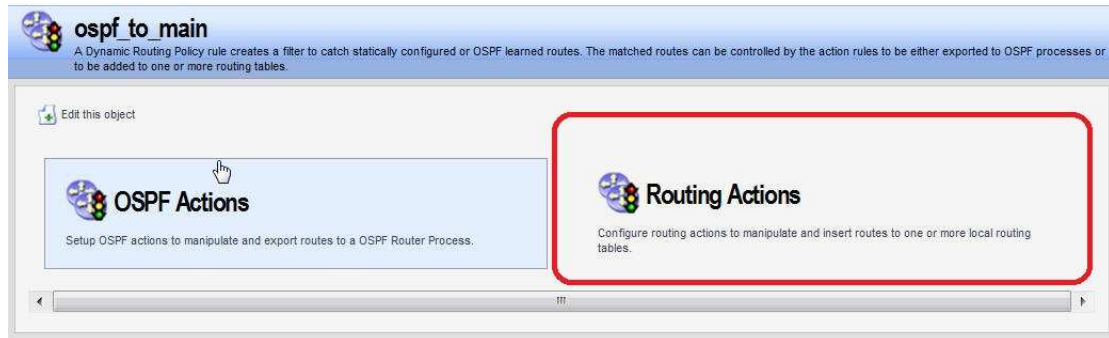 ospf_to_main
A Dynamic Routing Policy rule creates a filter to catch statically configured or OSPF learned routes. The matched routes can be controlled by the action rules to be either exported to OSPF processes or
to be added to one or more routing tables.
Edit this object
OSPF Actions
Setup OSPF actions to manipulate and export routes to a OSPF Router Process.
Routing Actions
Configure routing actions to manipulate and insert routes to one or more local routing
tables.